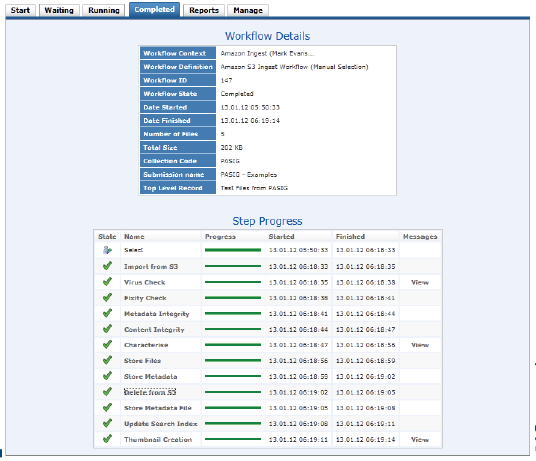 Start Waiting Running Completed Reports Manage
Workflow Details
Workflow Context Amazon Ingest (Mark Evans...
Workflow Definition Amazon S3 Ingest Workflow (Manual Selection)
Workflow ID 147
Workflow State Completed
Date Started 13.01.12 05:50:33
Date Finished 13.01.12 06:19:14
Number of Files 5
Total Size 202 KB
Collection Code PASIG
Submission name PASIG - Examples
Top Level Record Test Files from PASIG
Step Progress
State Name Progress Started Finished Messages
Select 13.01.12 05:50:33 13.01.12 06:18:33
Import from S3 13.01.12 06:18:33 13.01.12 06:18:35
Virus Check 13.01.12 06:18:35 13.01.12 06:18:38 View
Fixity Check 13.01.12 06:18:38 13.01.12 06:18:41
Metadata Integrity 13.01.12 06:18:41 13.01.12 06:18:44
Content Integrity 13.01.12 06:18:44 13.01.12 06:18:47
Characterise 13.01.12 06:18:47 13.01.12 06:18:56 View
Store Files 13.01.12 06:18:56 13.01.12 06:18:59
Store Metadata 13.01.12 06:18:59 13.01.12 06:19:02
Delete from S3 13.01.12 06:19:02 13.01.12 06:19:05
Store Metadata File 13.01.12 06:19:05 13.01.12 06:19:08
Update Search Index 13.01.12 06:19:08 13.01.12 06:19:11
Thumbnail Creation 13.01.12 06:19:11 13.01.12 06:19:14 View